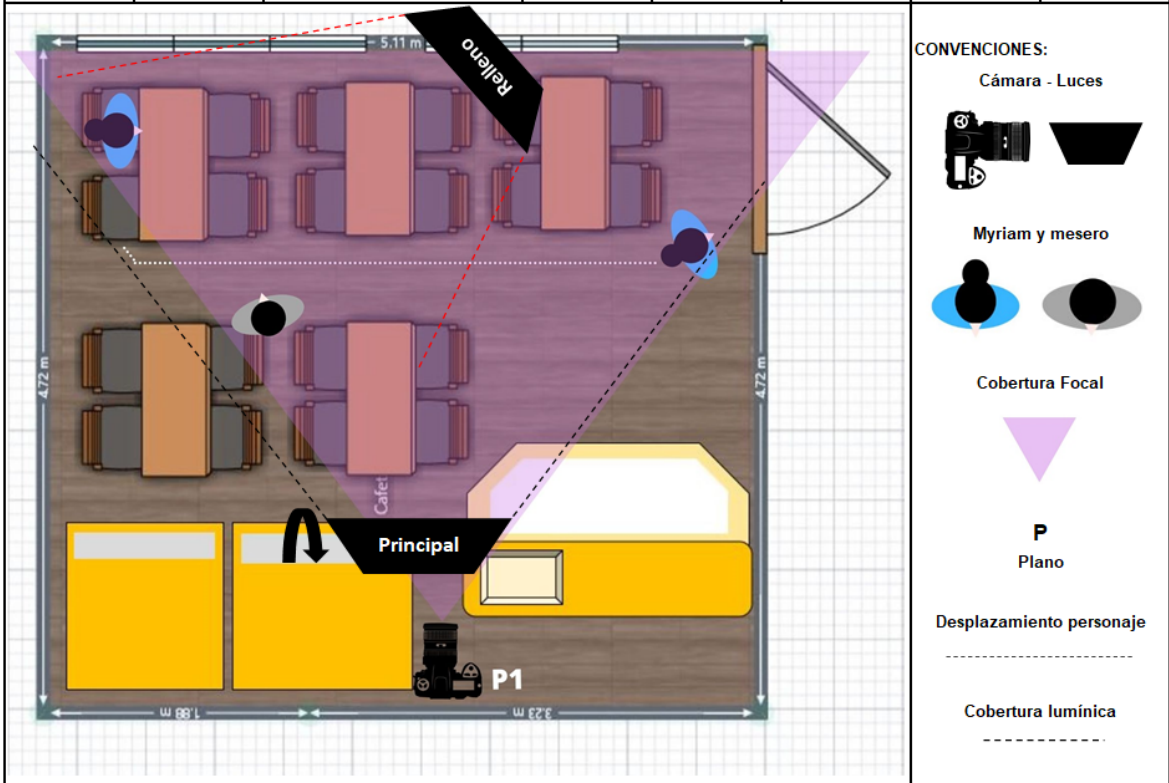 5.11 m
Relleno
4.72 m
4.72 m
Cafet
Principal
P1
1.88 m
3.23 m
CONVENCIONES:
Cámara - Luces
Myriam y mesero
Cobertura Focal
P
Plano
Desplazamiento personaje
Cobertura lumínica